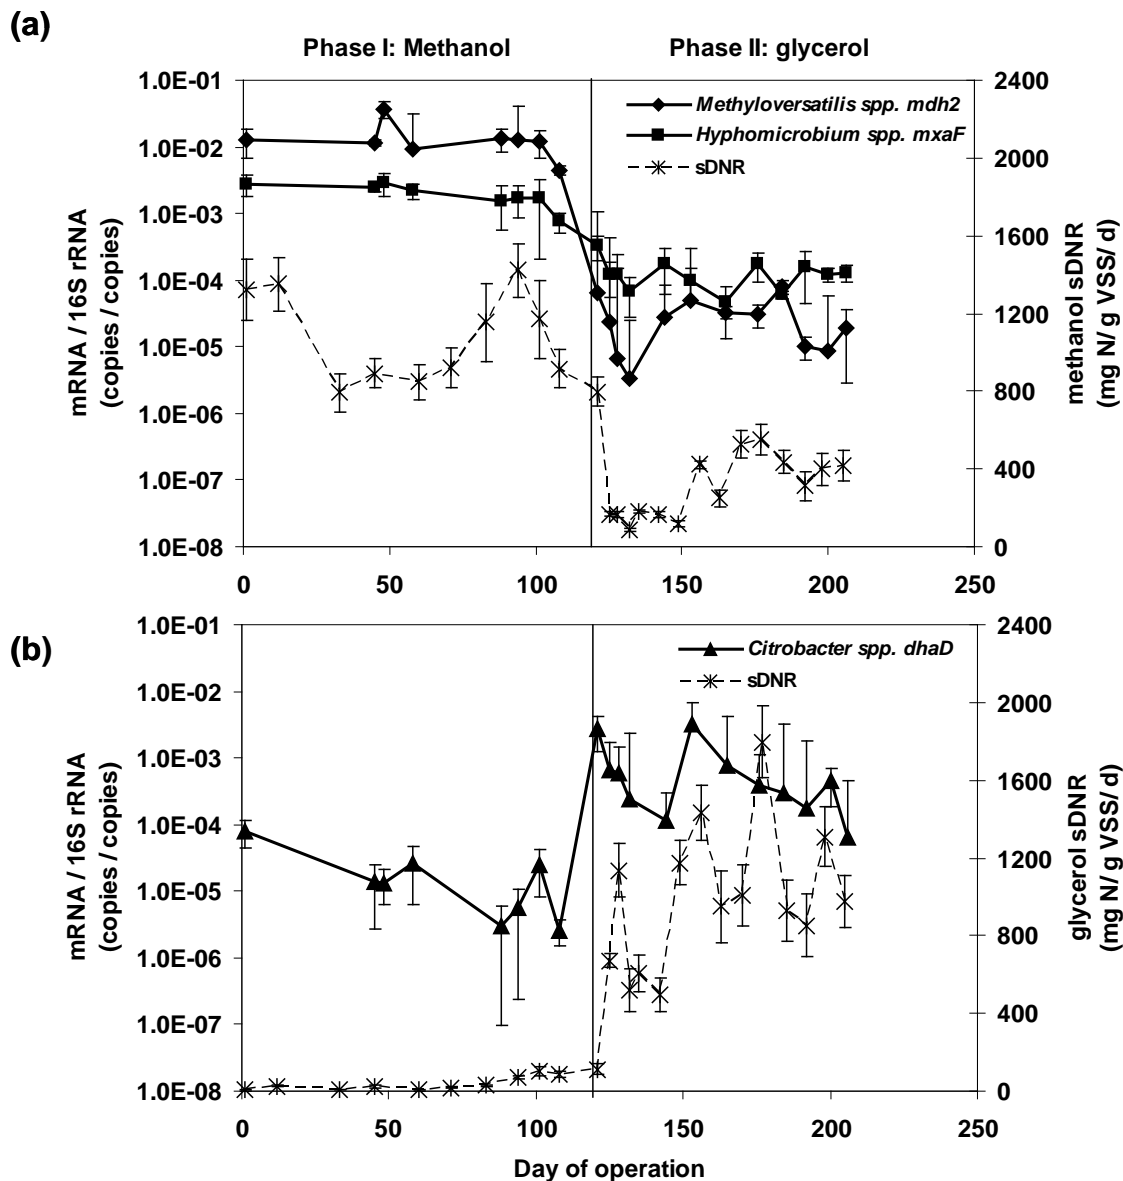 (a)
Phase I: Methanol
Phase II: glycerol
1.0E-01
1.0E-02
1.0E-03
1.0E-04
1.0E-05
1.0E-06
1.0E-07
1.0E-08
mRNA / 16S rRNA
(copies / copies)
Methyloversatilis spp. mdh2
Hyphomicrobium spp. mxaF
sDNR
2400
2000
1600
1200
800
400
0
methanol sDNR
(mg N/ g VSS/ d)
0 50 100 150 200 250
(b)
1.0E-01
1.0E-02
1.0E-03
1.0E-04
1.0E-05
1.0E-06
1.0E-07
1.0E-08
mRNA / 16S rRNA
(copies / copies)
Citrobacter spp. dhaD
sDNR
2400
2000
1600
1200
800
400
0
glycerol sDNR
(mg N/ g VSS/ d)
0 50 100 150 200 250
Day of operation